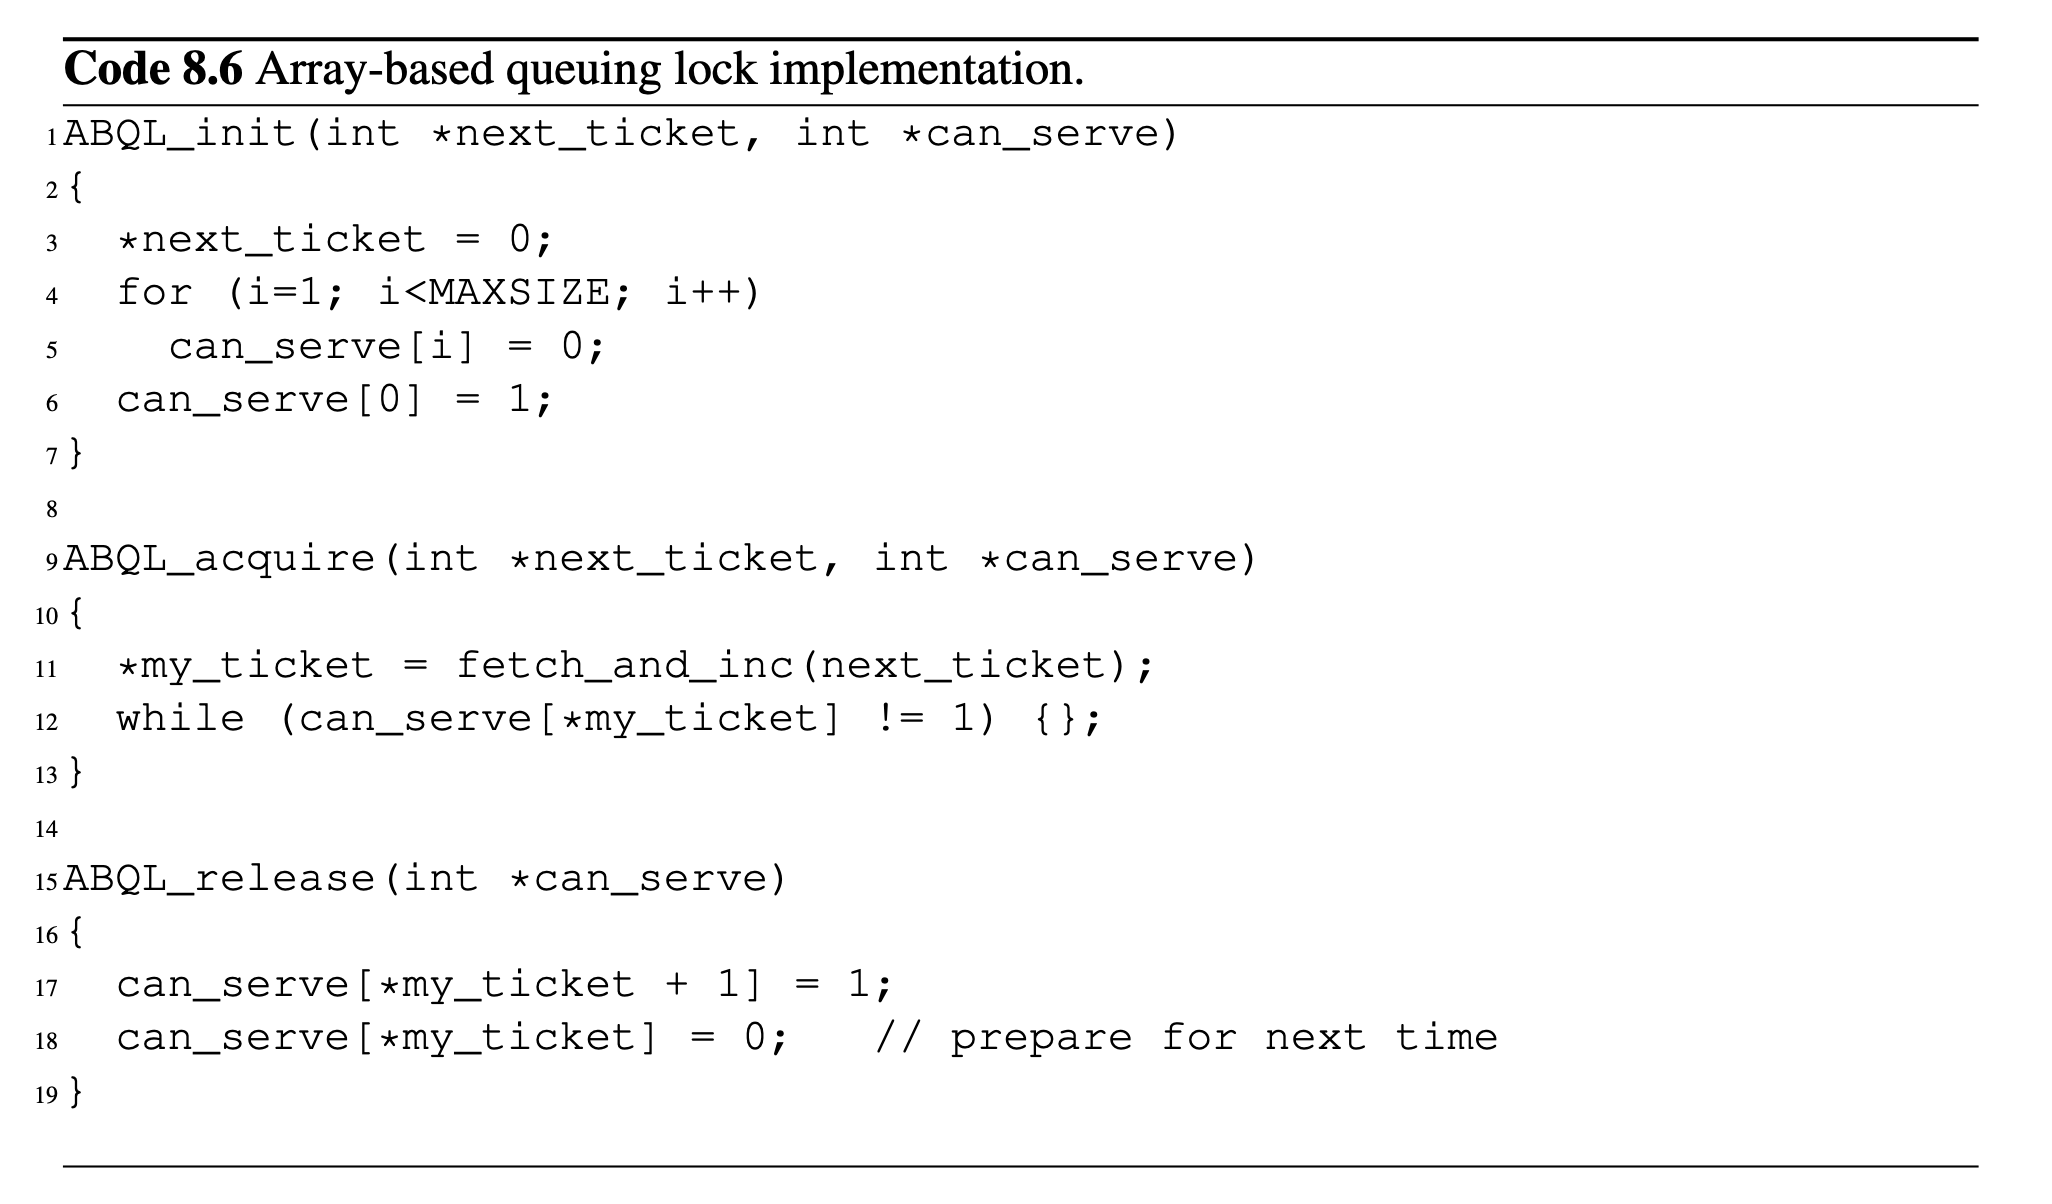 Code 8.6 Array-based queuing lock implementation.
1 ABQL_init(int *next_ticket, int *can_serve)
2 {
3   *next_ticket = 0;
4   for (i=1; i<MAXSIZE; i++)
5     can_serve[i] = 0;
6   can_serve[0] = 1;
7 }
8
9 ABQL_acquire(int *next_ticket, int *can_serve)
10 {
11   *my_ticket = fetch_and_inc(next_ticket);
12   while (can_serve[*my_ticket] != 1) {};
13 }
14
15 ABQL_release(int *can_serve)
16 {
17   can_serve[*my_ticket + 1] = 1;
18   can_serve[*my_ticket] = 0;   // prepare for next time
19 }